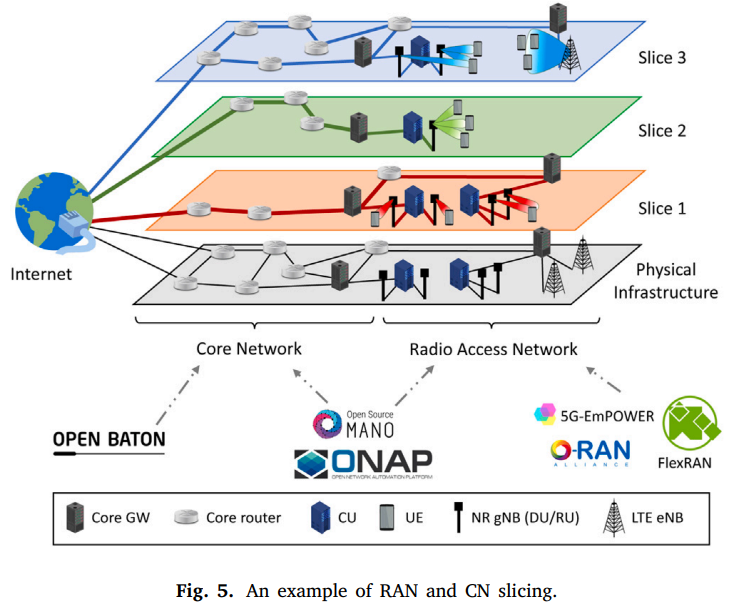 Slice 3
Slice 2
Slice 1
Internet
Physical
Infrastructure
Core Network
Radio Access Network
OPEN BATON
Open Source
MANO
ONAP
OPEN NETWORK AUTOMATION PLATFORM
5G-EmPOWER
O-RAN
ALLIANCE
FlexRAN
Core GW
Core router
CU
UE
NR gNB (DU/RU)
LTE eNB
Fig. 5. An example of RAN and CN slicing.